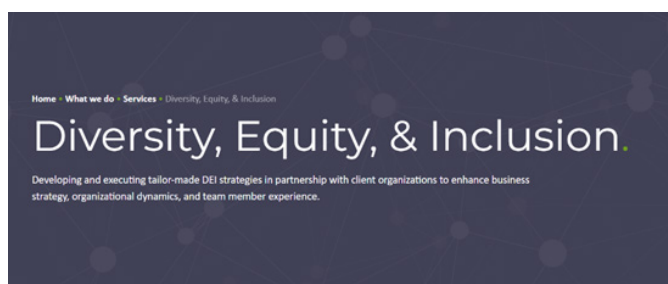 Home • What we do • Services • Diversity, Equity, & Inclusion
Diversity, Equity, & Inclusion.
Developing and executing tailor-made DEI strategies in partnership with client organizations to enhance business
strategy, organizational dynamics, and team member experience.